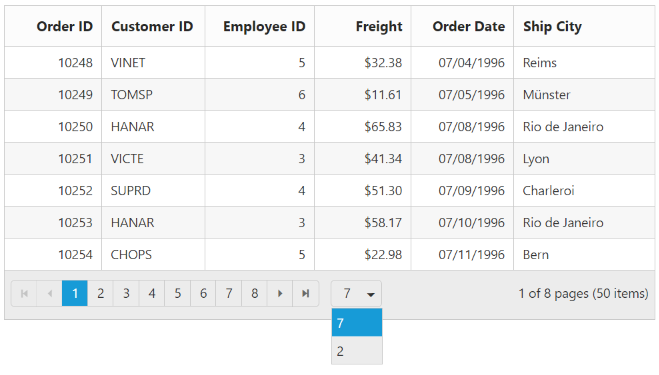 Order ID Customer ID Employee ID Freight Order Date Ship City
10248 VINET 5 $32.38 07/04/1996 Reims
10249 TOMSP 6 $11.61 07/05/1996 Münster
10250 HANAR 4 $65.83 07/08/1996 Rio de Janeiro
10251 VICTE 3 $41.34 07/08/1996 Lyon
10252 SUPRD 4 $51.30 07/09/1996 Charleroi
10253 HANAR 3 $58.17 07/10/1996 Rio de Janeiro
10254 CHOPS 5 $22.98 07/11/1996 Bern
1 2 3 4 5 6 7 8 7 1 of 8 pages (50 items)
7
2